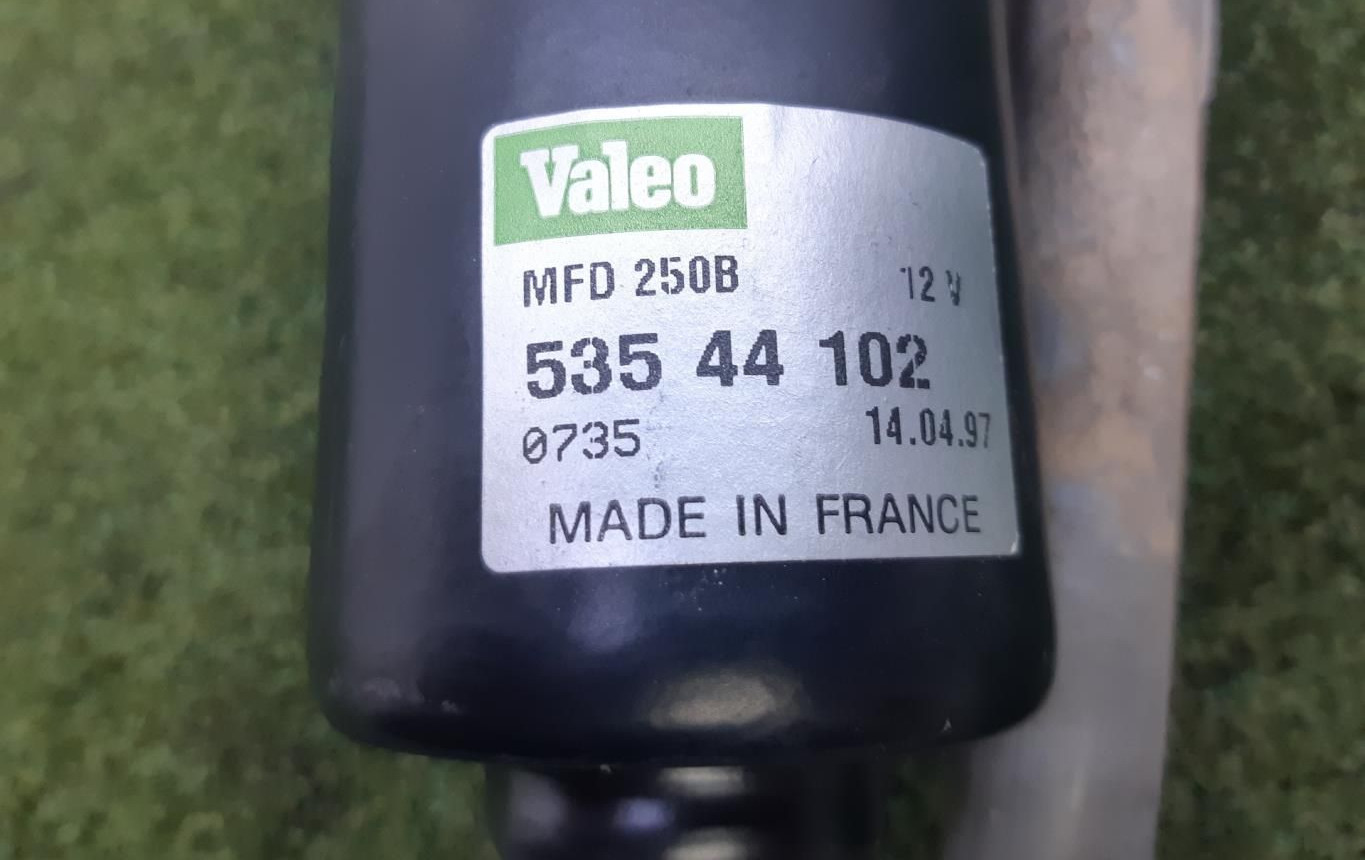 Valeo
MFD 250B 12 V
535 44 102
0735 14.04.97
MADE IN FRANCE